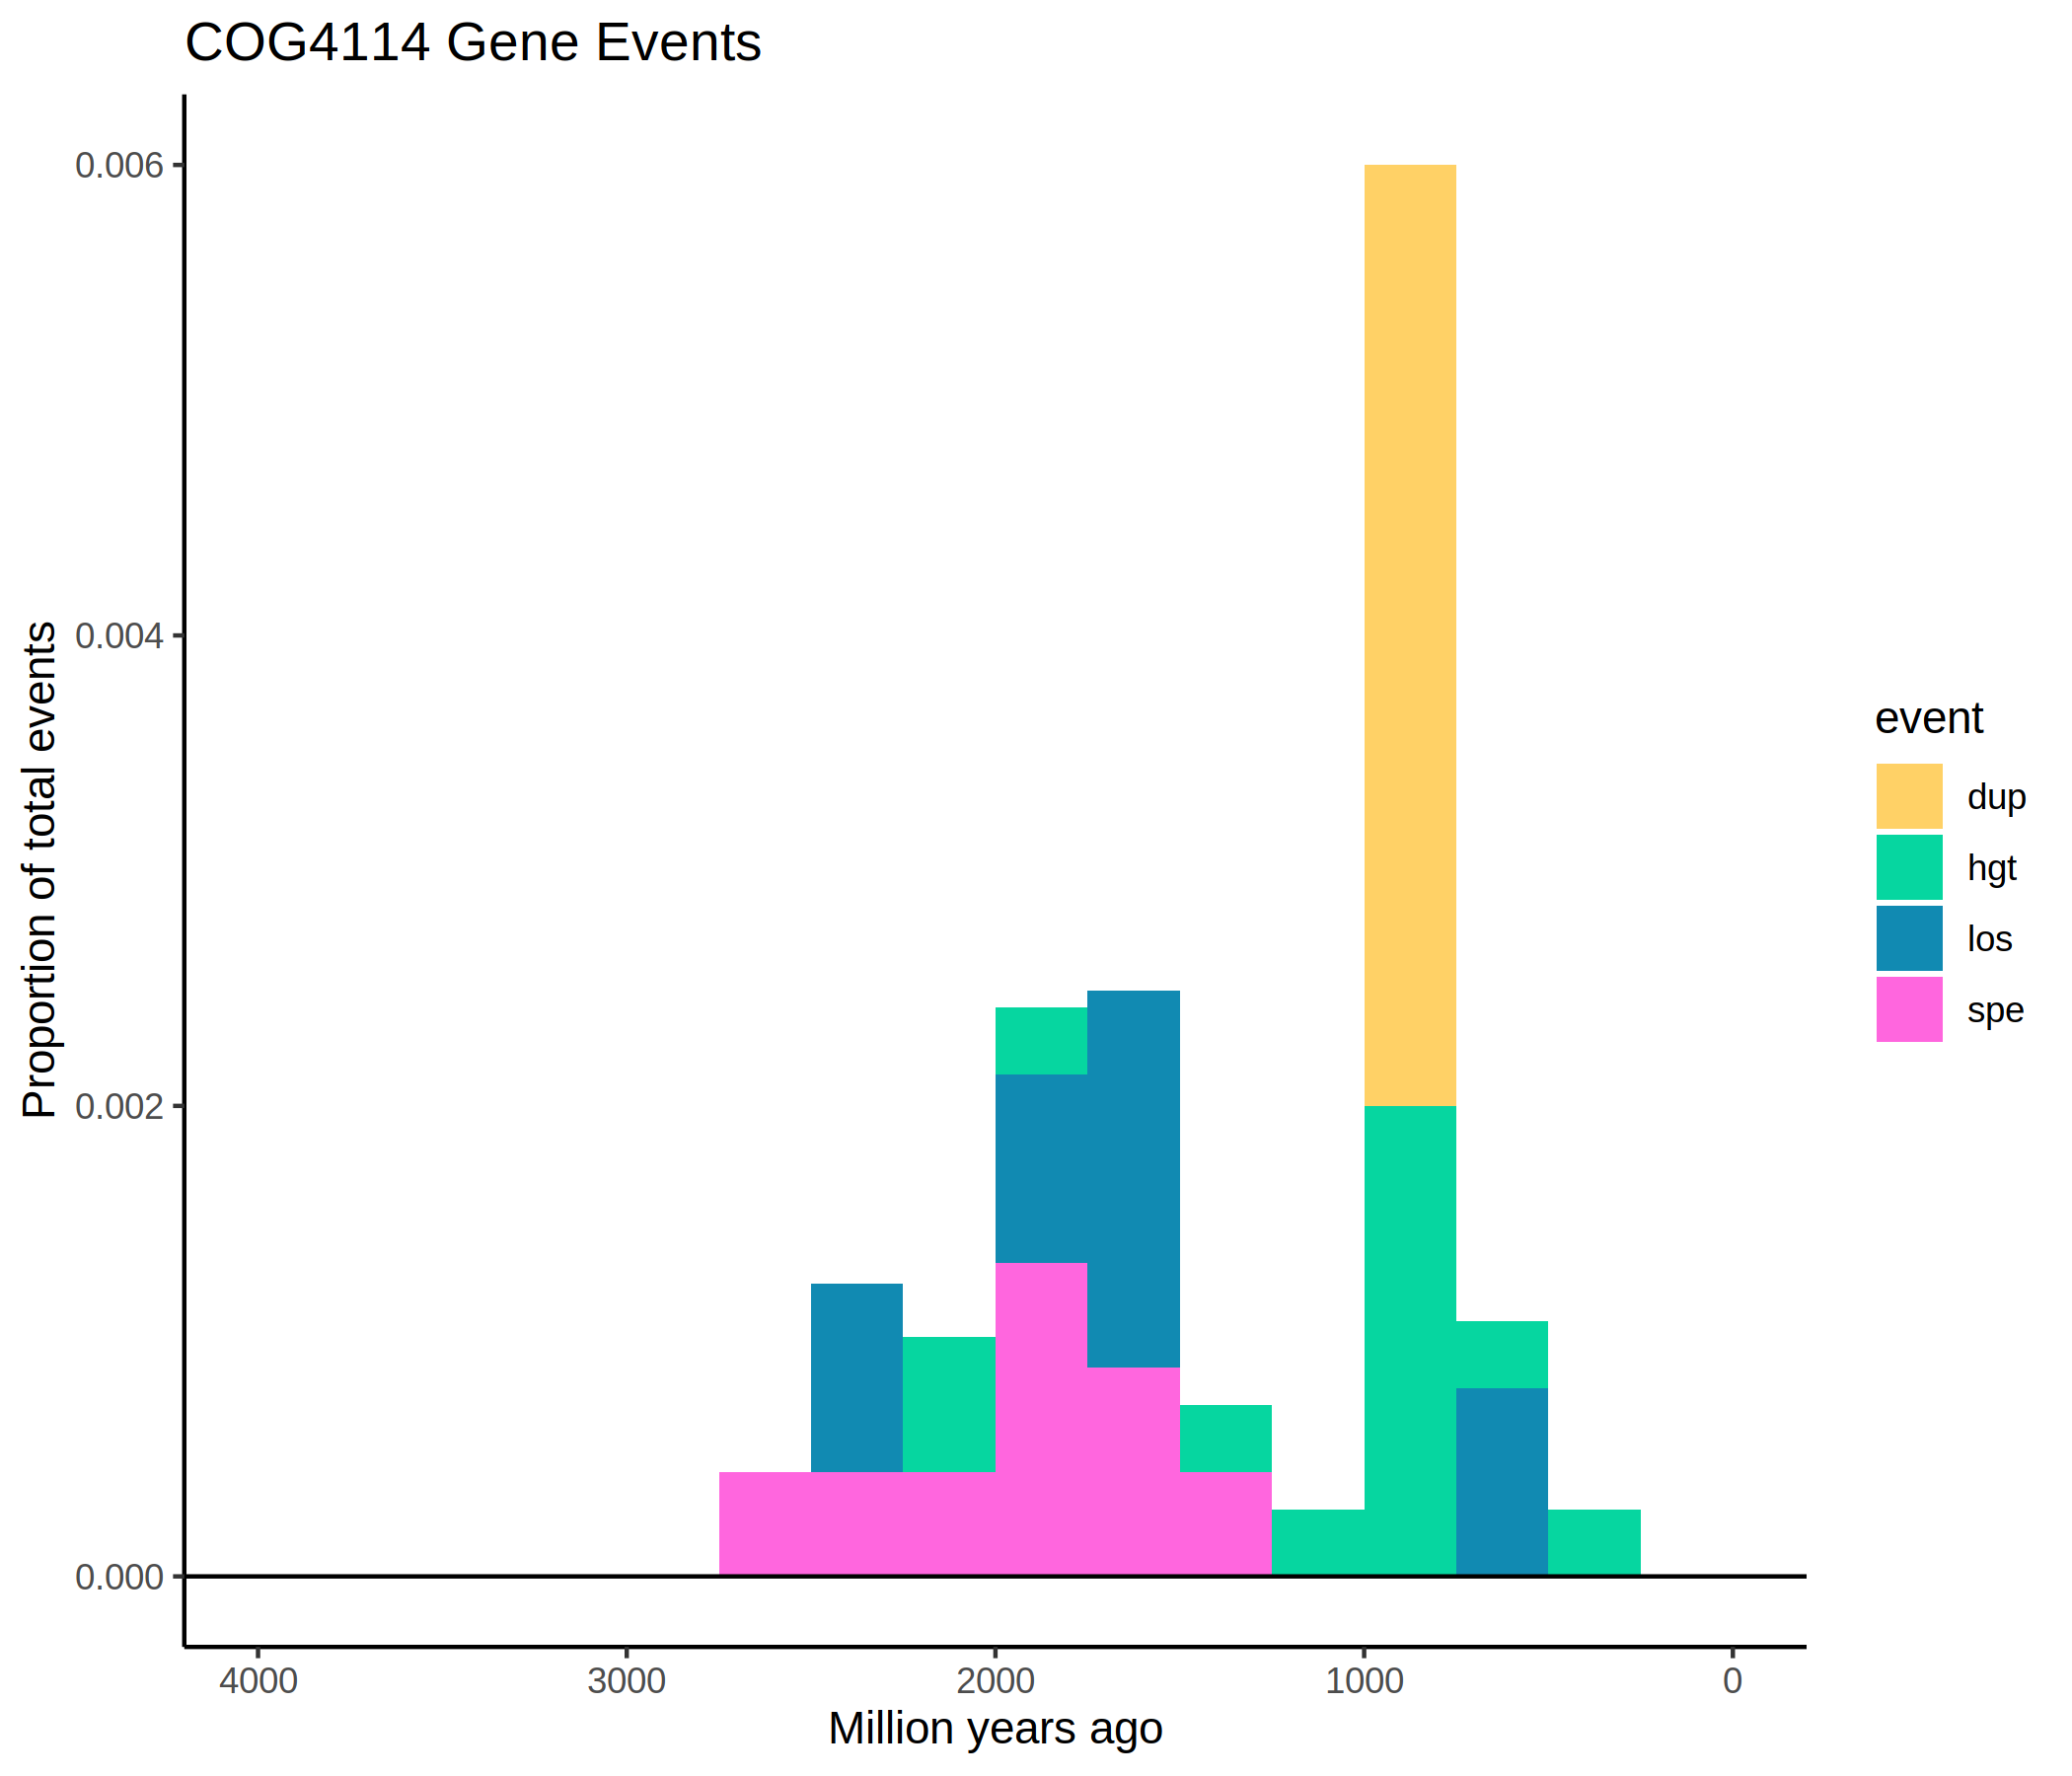 COG4114 Gene Events
Proportion of total events
0.006
0.004
0.002
0.000
4000 3000 2000 1000 0
Million years ago
event
dup
hgt
los
spe